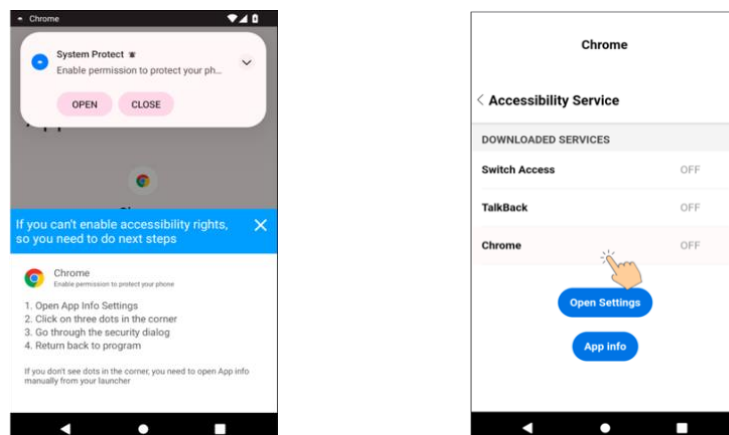 Chrome
System Protect
Enable permission to protect your ph...
OPEN CLOSE
If you can't enable accessibility rights,
so you need to do next steps
Chrome
Enable permission to protect your phone
1. Open App Info Settings
2. Click on three dots in the corner
3. Go through the security dialog
4. Return back to program
If you don't see dots in the corner, you need to open App info
manually from your launcher
Chrome
Accessibility Service
DOWNLOADED SERVICES
Switch Access OFF
TalkBack OFF
Chrome OFF
Open Settings
App info